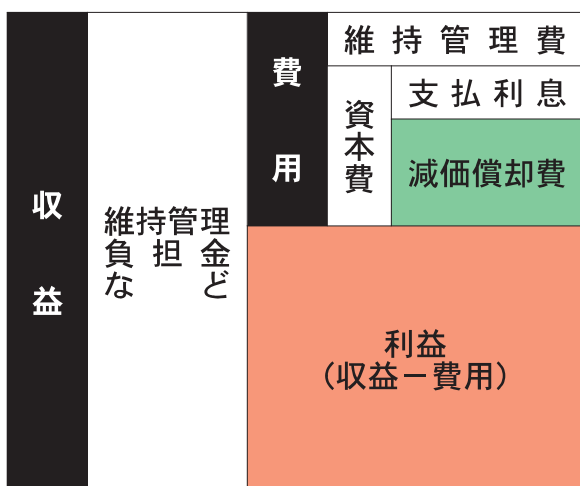 収益
維持管理
負担金
など
費用
維持管理費
資本費
支払利息
減価償却費
利益
(収益－費用)